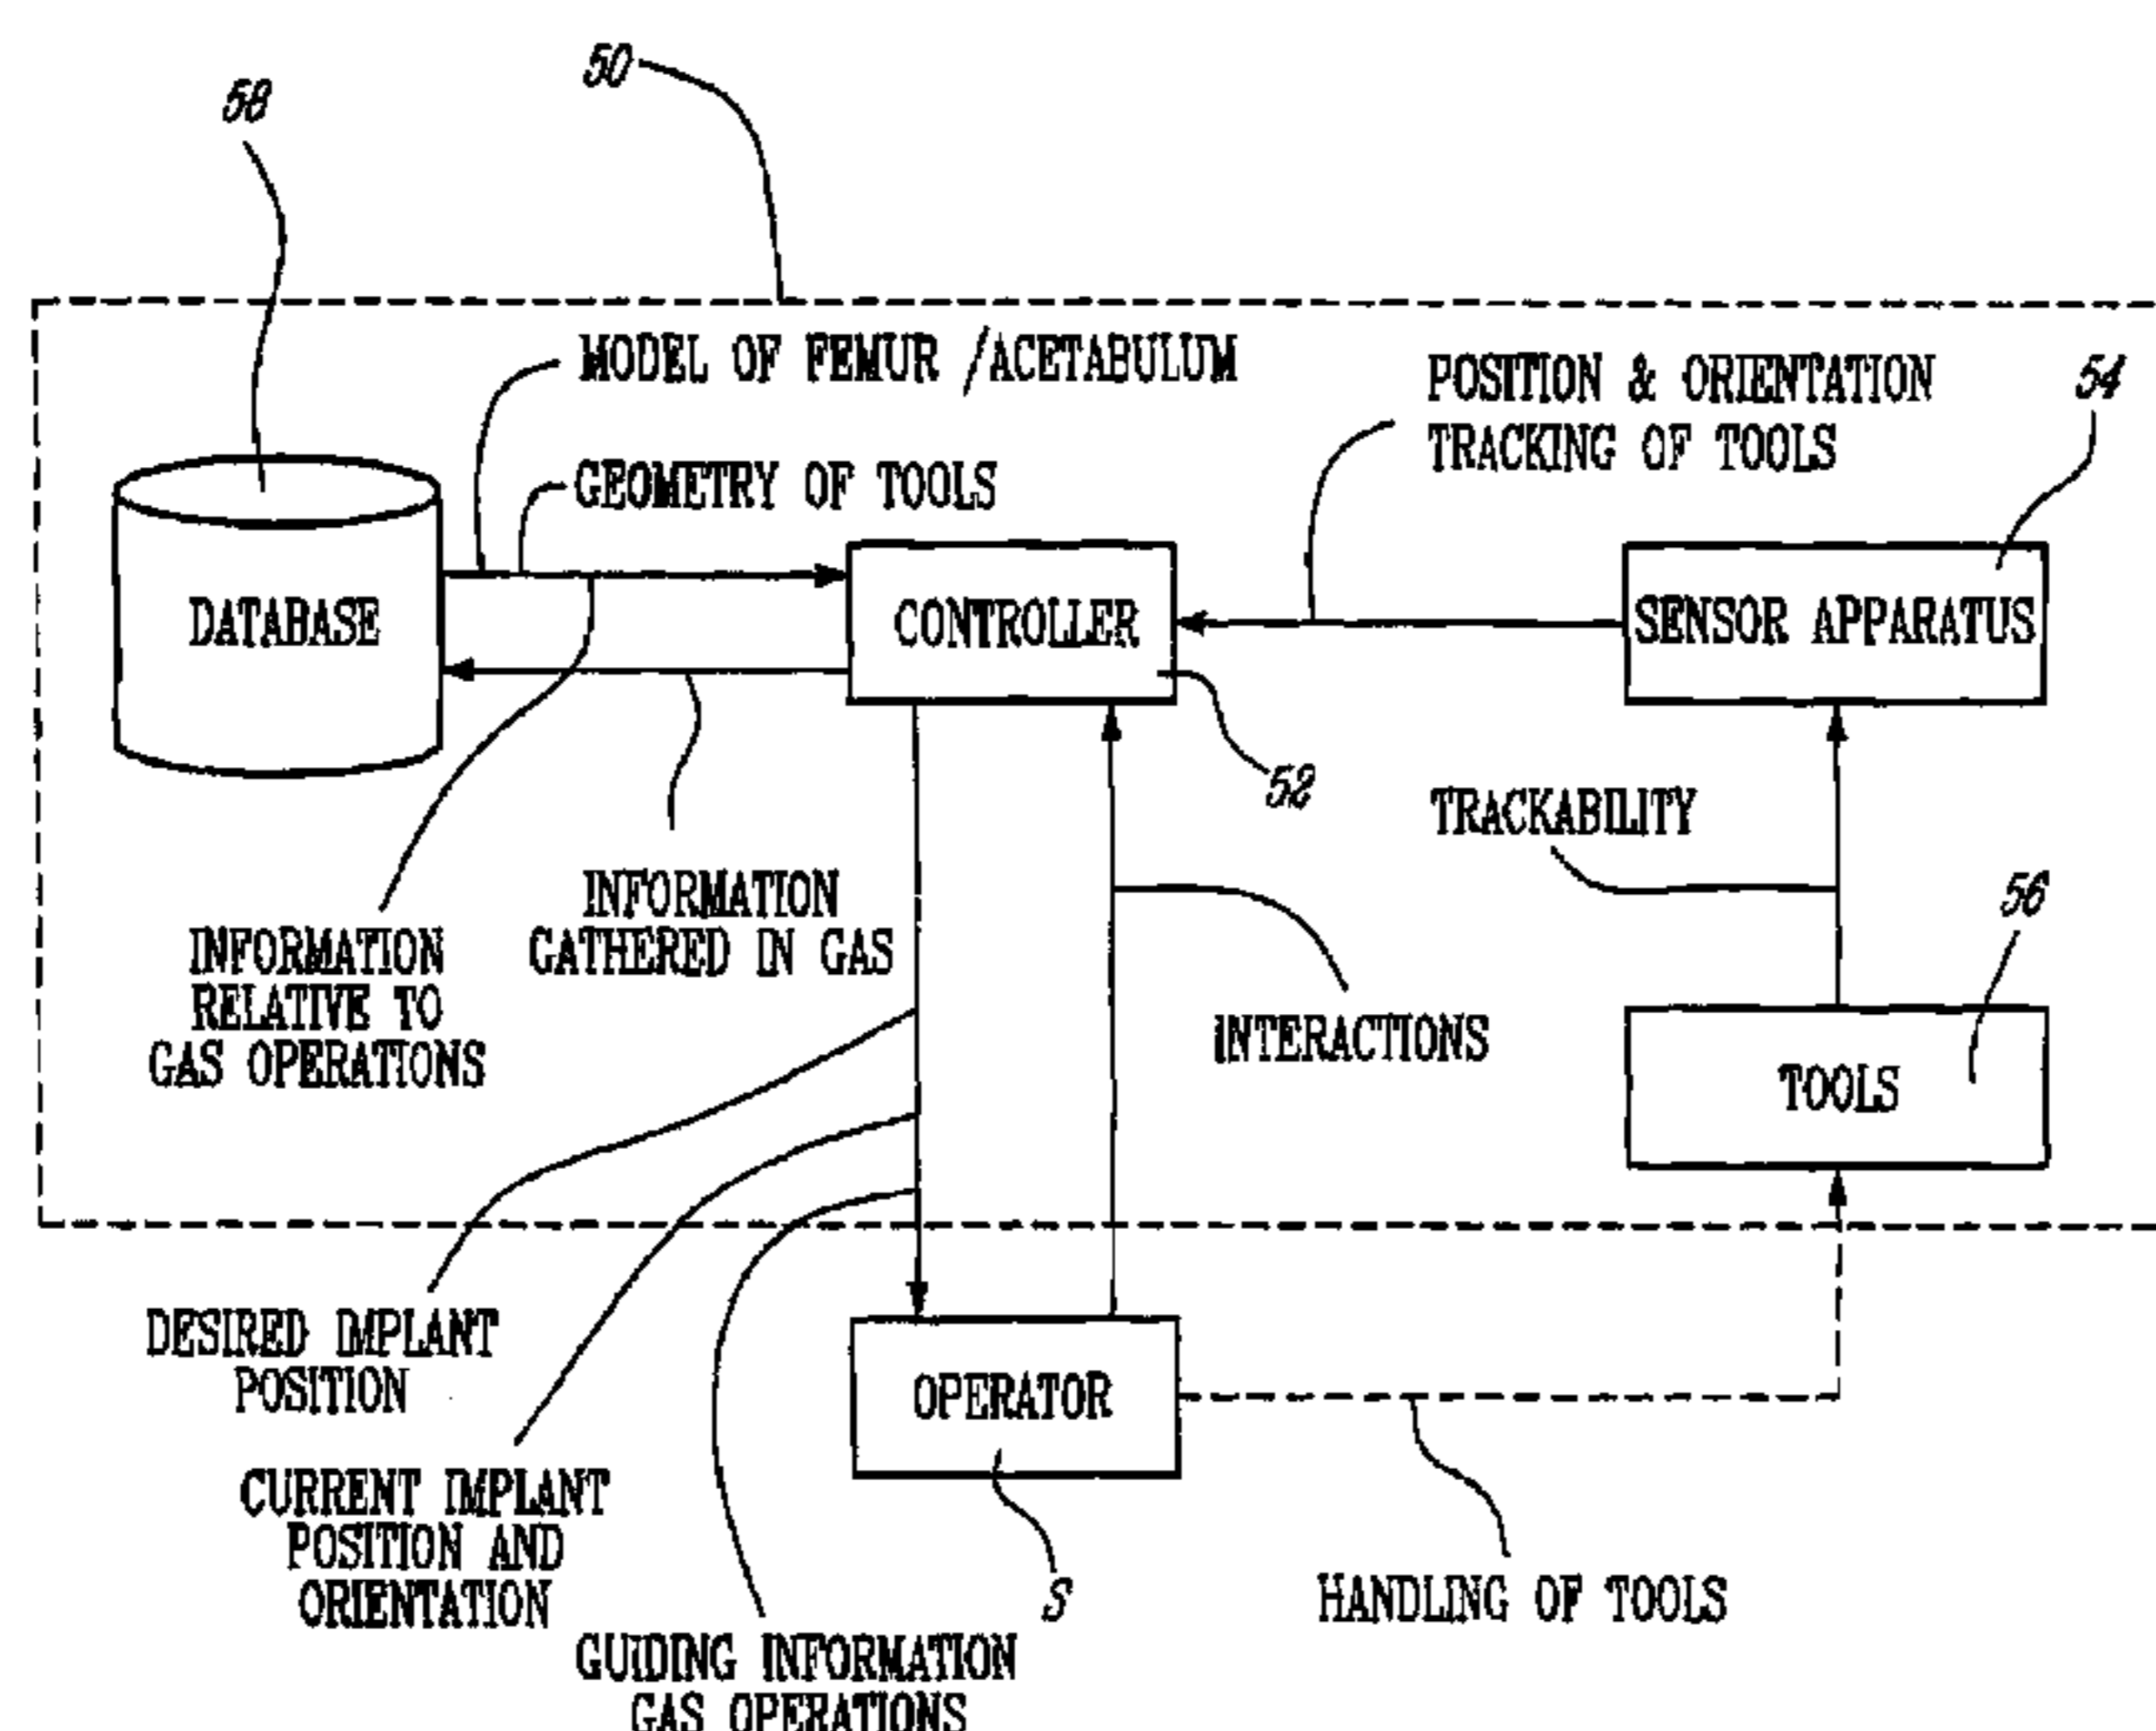 50
58
MODEL OF FEMUR /ACETABULUM
POSITION & ORIENTATION
TRACKING OF TOOLS
54
GEOMETRY OF TOOLS
DATABASE
CONTROLLER
SENSOR APPARATUS
52
TRACKABILITY
INFORMATION
GATHERED IN GAS
56
INFORMATION
RELATIVE TO
GAS OPERATIONS
INTERACTIONS
TOOLS
DESIRED IMPLANT
POSITION
OPERATOR
CURRENT IMPLANT
POSITION AND
ORIENTATION
S
HANDLING OF TOOLS
GUIDING INFORMATION
GAS OPERATIONS